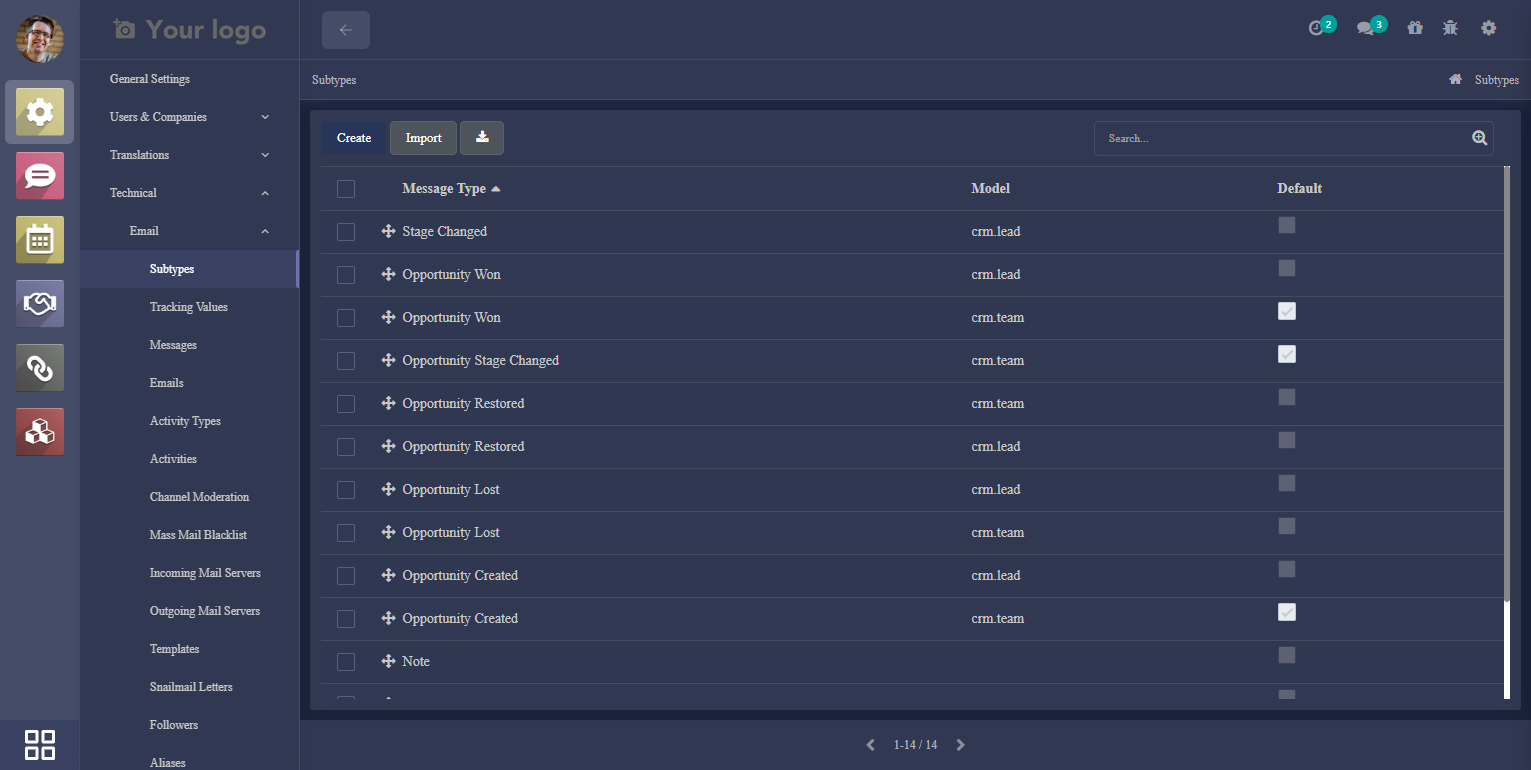 Your logo
2
3
General Settings
Users & Companies
Translations
Technical
Email
Subtypes
Tracking Values
Messages
Emails
Activity Types
Activities
Channel Moderation
Mass Mail Blacklist
Incoming Mail Servers
Outgoing Mail Servers
Templates
Snailmail Letters
Followers
Aliases
Subtypes
Subtypes
Create
Import
Search...
Message Type Model Default
Stage Changed crm.lead
Opportunity Won crm.lead
Opportunity Won crm.team
Opportunity Stage Changed crm.team
Opportunity Restored crm.team
Opportunity Restored crm.lead
Opportunity Lost crm.lead
Opportunity Lost crm.team
Opportunity Created crm.lead
Opportunity Created crm.team
Note
1-14 / 14